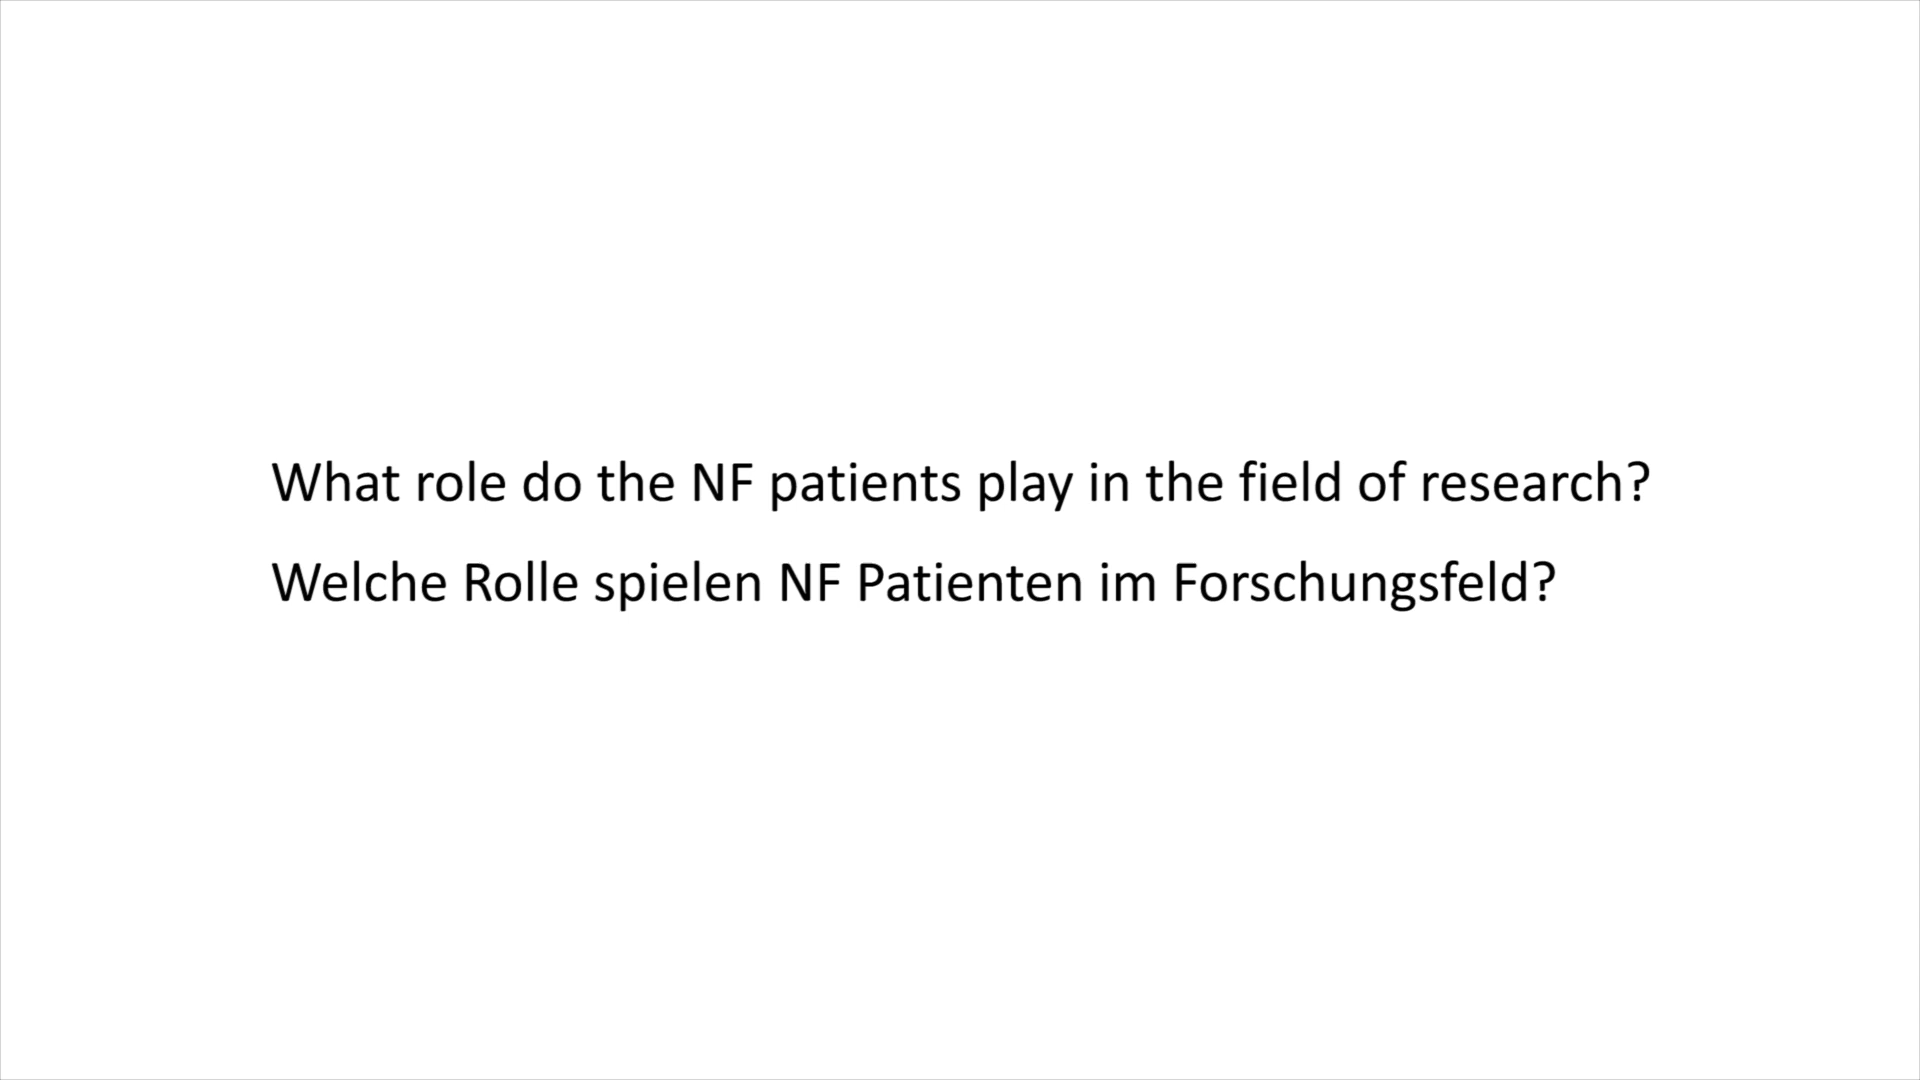 What role do the NF patients play in the field of research?
Welche Rolle spielen NF Patienten im Forschungsfeld?